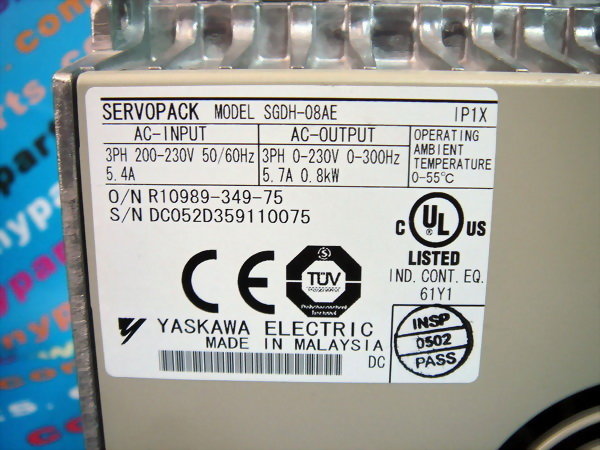 SERVOPACK MODEL SGDH-08AE IP1X
AC-INPUT AC-OUTPUT OPERATING AMBIENT TEMPERATURE 0-55°C
3PH 200-230V 50/60Hz 3PH 0-230V 0-300Hz
5.4A 5.7A 0.8kW
O/N R10989-349-75
S/N DC052D359110075
C UL US
LISTED
IND. CONT. EQ.
61Y1
CE TÜV
INSP
0502
PASS
YASKAWA ELECTRIC
MADE IN MALAYSIA
DC